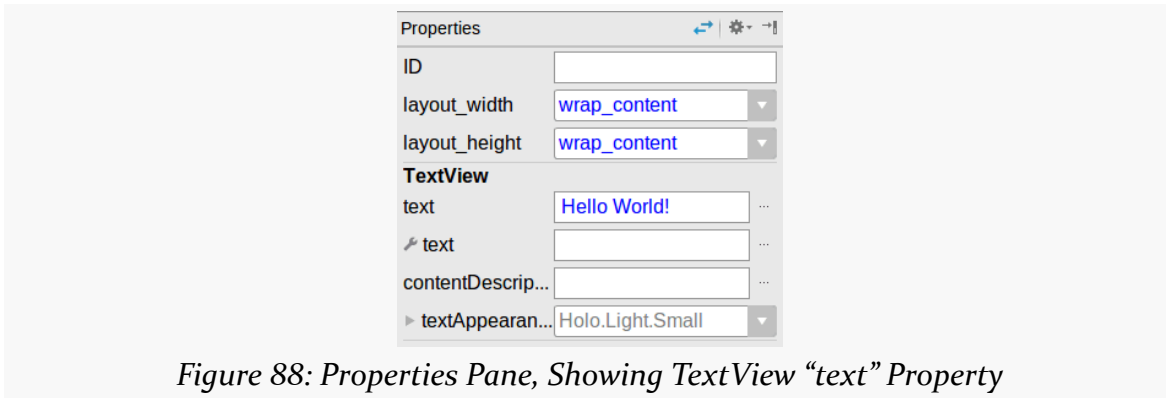 Properties
ID
layout_width wrap_content
layout_height wrap_content
TextView
text Hello World! ...
text ...
contentDescrip... ...
textAppearan... Holo.Light.Small
Figure 88: Properties Pane, Showing TextView “text” Property